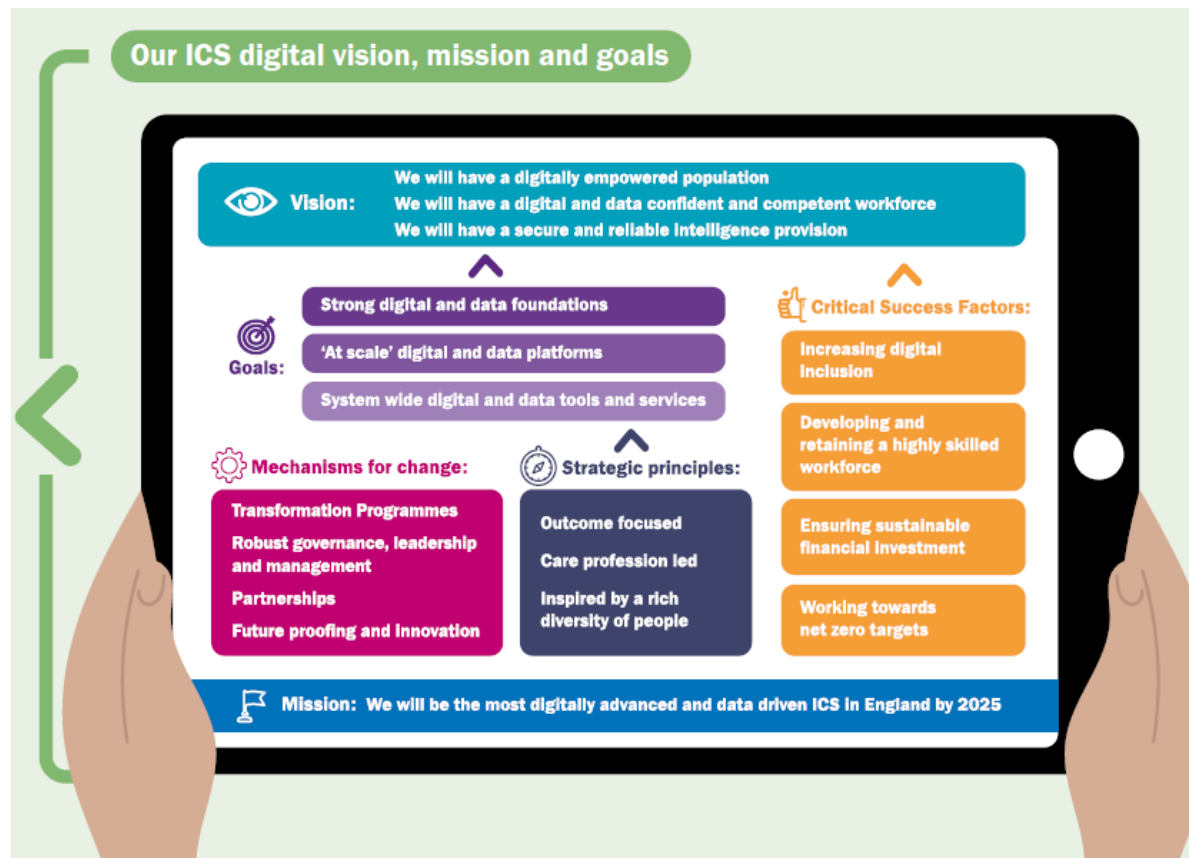 Our ICS digital vision, mission and goals
Vision:
We will have a digitally empowered population
We will have a digital and data confident and competent workforce
We will have a secure and reliable intelligence provision
Goals:
Strong digital and data foundations
‘At scale’ digital and data platforms
System wide digital and data tools and services
Critical Success Factors:
Increasing digital
inclusion
Developing and
retaining a highly skilled
workforce
Ensuring sustainable
financial investment
Working towards
net zero targets
Mechanisms for change:
Transformation Programmes
Robust governance, leadership
and management
Partnerships
Future proofing and innovation
Strategic principles:
Outcome focused
Care profession led
Inspired by a rich
diversity of people
Mission: We will be the most digitally advanced and data driven ICS in England by 2025